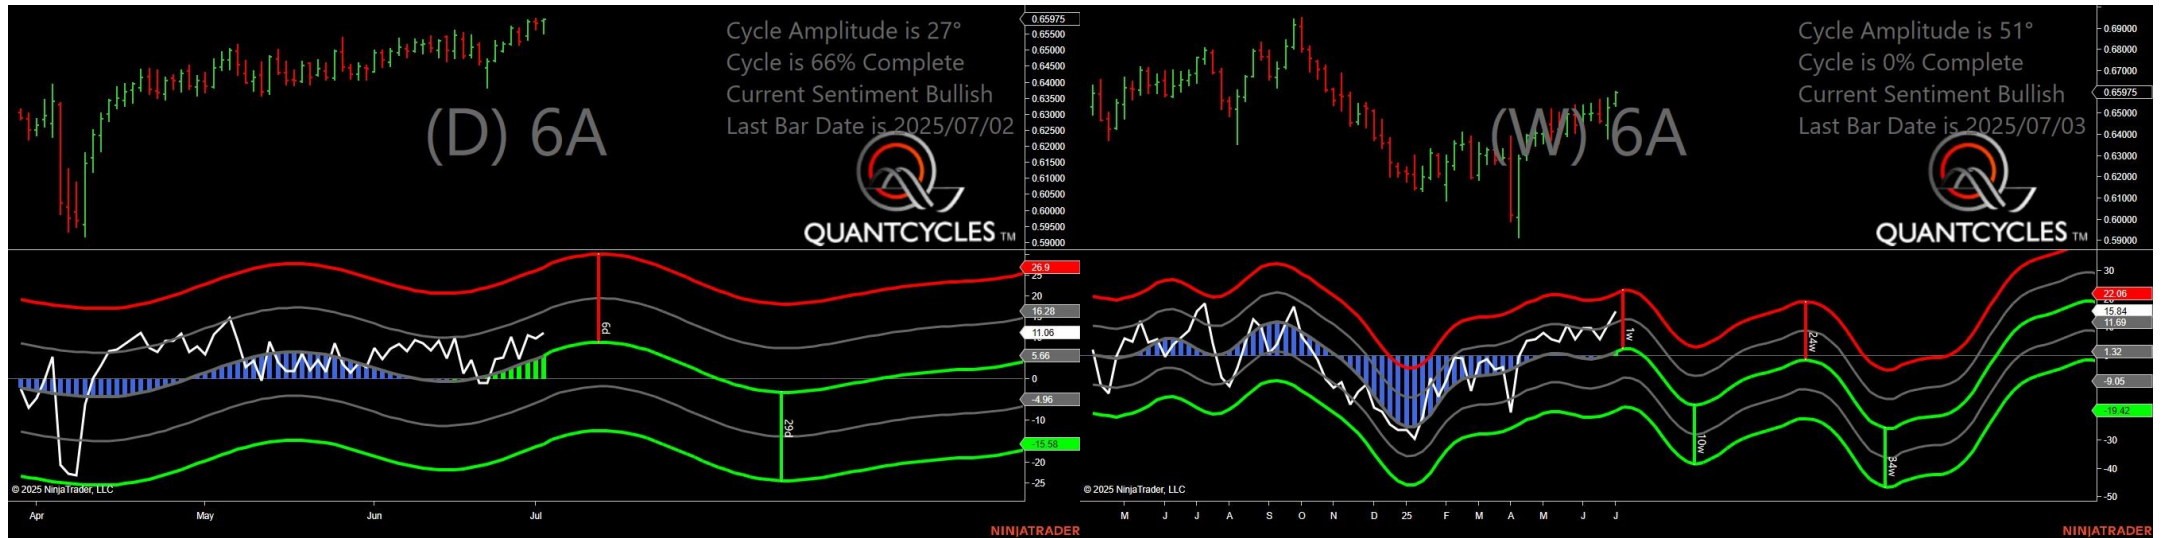 Cycle Amplitude is 27°
Cycle is 66% Complete
Current Sentiment Bullish
Last Bar Date is 2025/07/02
(D) 6A
QUANTCYCLES TM
0.65975
0.65500
0.65000
0.64500
0.64000
0.63500
0.63000
0.62500
0.62000
0.61500
0.61000
0.60500
0.60000
0.59500
0.59000
26.9
25
20
16.28
11.06
5.66
0
-4.96
-10
-15.58
-20
-25
6d
29d
© 2025 NinjaTrader, LLC
Apr May Jun Jul
NINJATRADER
Cycle Amplitude is 51°
Cycle is 0% Complete
Current Sentiment Bullish
Last Bar Date is 2025/07/03
(W) 6A
QUANTCYCLES TM
0.69000
0.68000
0.67000
0.65975
0.65000
0.64000
0.63000
0.62000
0.61000
0.60000
0.59000
30
22.06
15.84
11.69
1.32
-9.05
-19.42
-30
-40
-50
1w
10w
24w
34w
© 2025 NinjaTrader, LLC
M J J A S O N D 25 F M A M J J
NINJATRADER